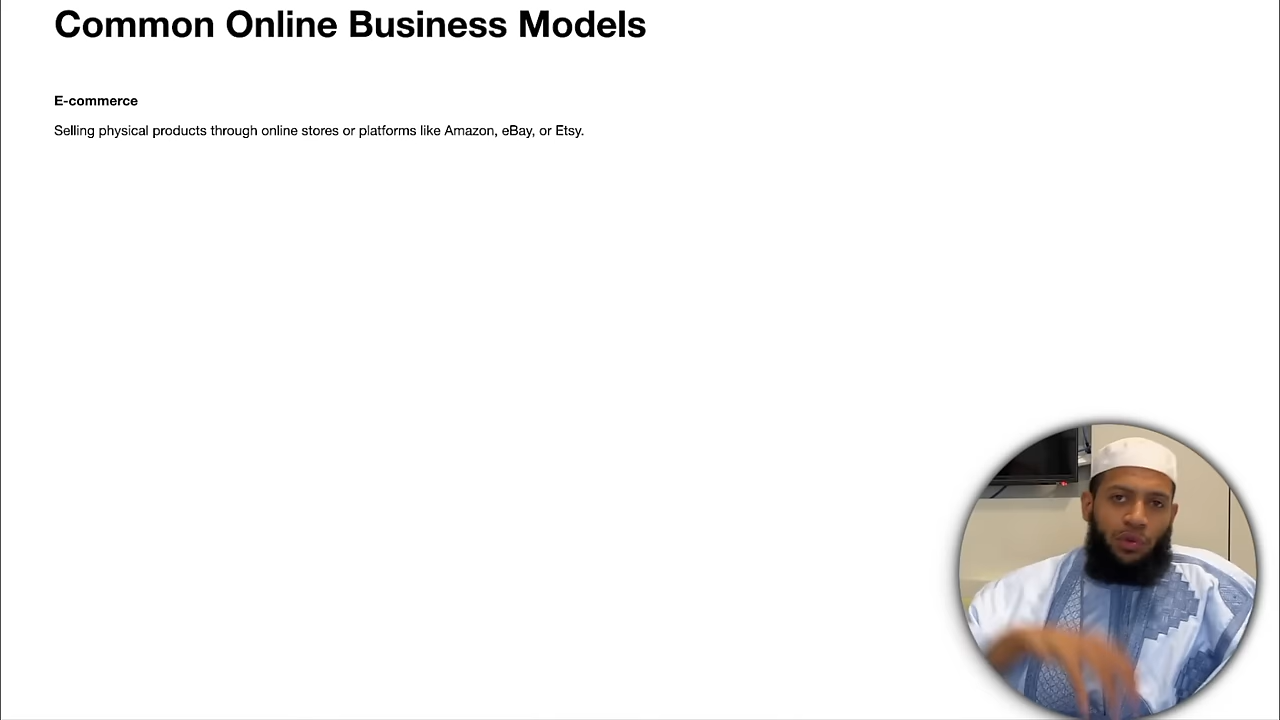 Common Online Business Models
E-commerce
Selling physical products through online stores or platforms like Amazon, eBay, or Etsy.